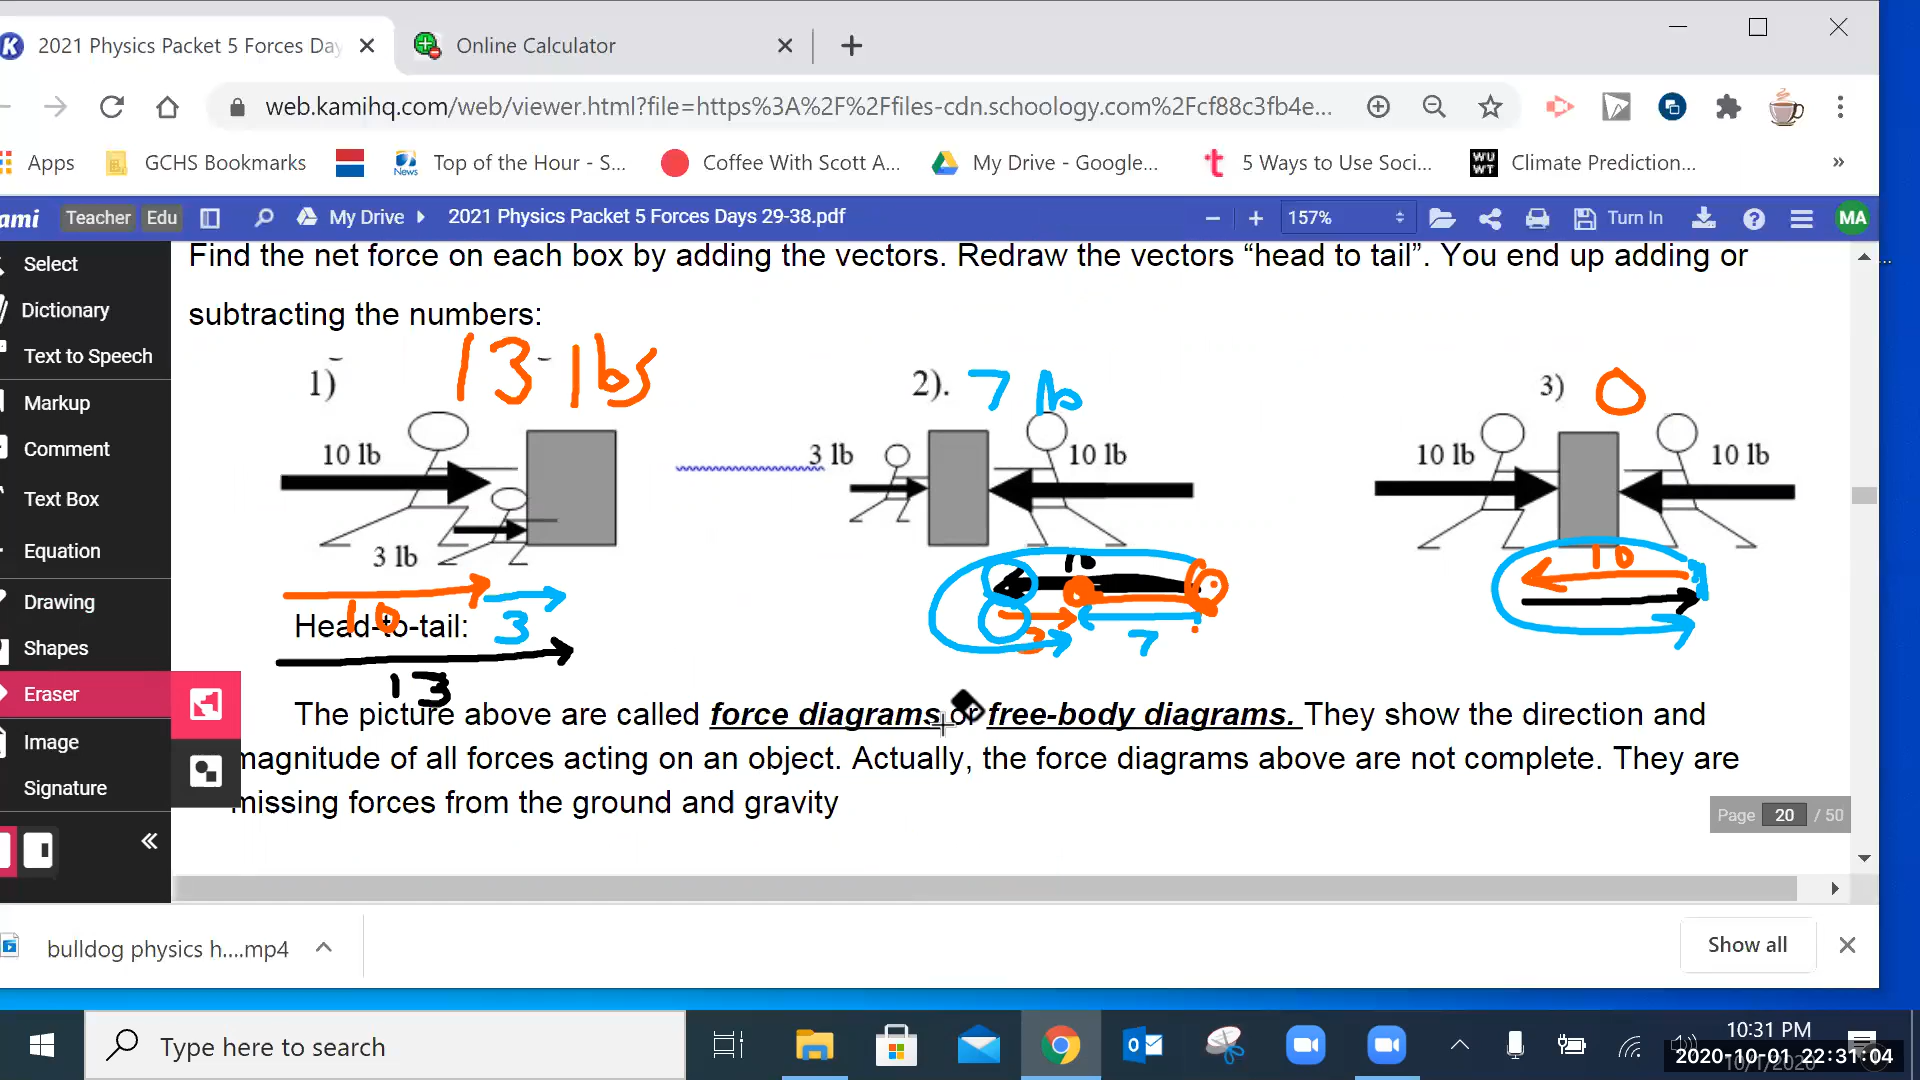 2021 Physics Packet 5 Forces Day
Online Calculator
web.kamihq.com/web/viewer.html?file=https%3A%2F%2Ffiles-cdn.schoology.com%2Fcf88c3fb4e...
Apps
GCHS Bookmarks
News
Top of the Hour - S...
Coffee With Scott A...
My Drive - Google...
5 Ways to Use Soci...
WU WT
Climate Prediction...
»
ami
Teacher
Edu
My Drive
2021 Physics Packet 5 Forces Days 29-38.pdf
157%
Turn In
MA
Select
Dictionary
Text to Speech
Markup
Comment
Text Box
Equation
Drawing
Shapes
Eraser
Image
Signature
Find the net force on each box by adding the vectors. Redraw the vectors “head to tail”. You end up adding or
subtracting the numbers:
1)
13 lbs
2).
7 lb
3)
0
10 lb
3 lb
10 lb
10 lb
10 lb
3 lb
10
10
10
3
Head-to-tail:
3
7
13
The picture above are called force diagrams or free-body diagrams. They show the direction and
magnitude of all forces acting on an object. Actually, the force diagrams above are not complete. They are
missing forces from the ground and gravity
Page 20 / 50
bulldog physics h....mp4
Show all
Type here to search
10:31 PM
10/1/2020
2020-10-01 22:31:04